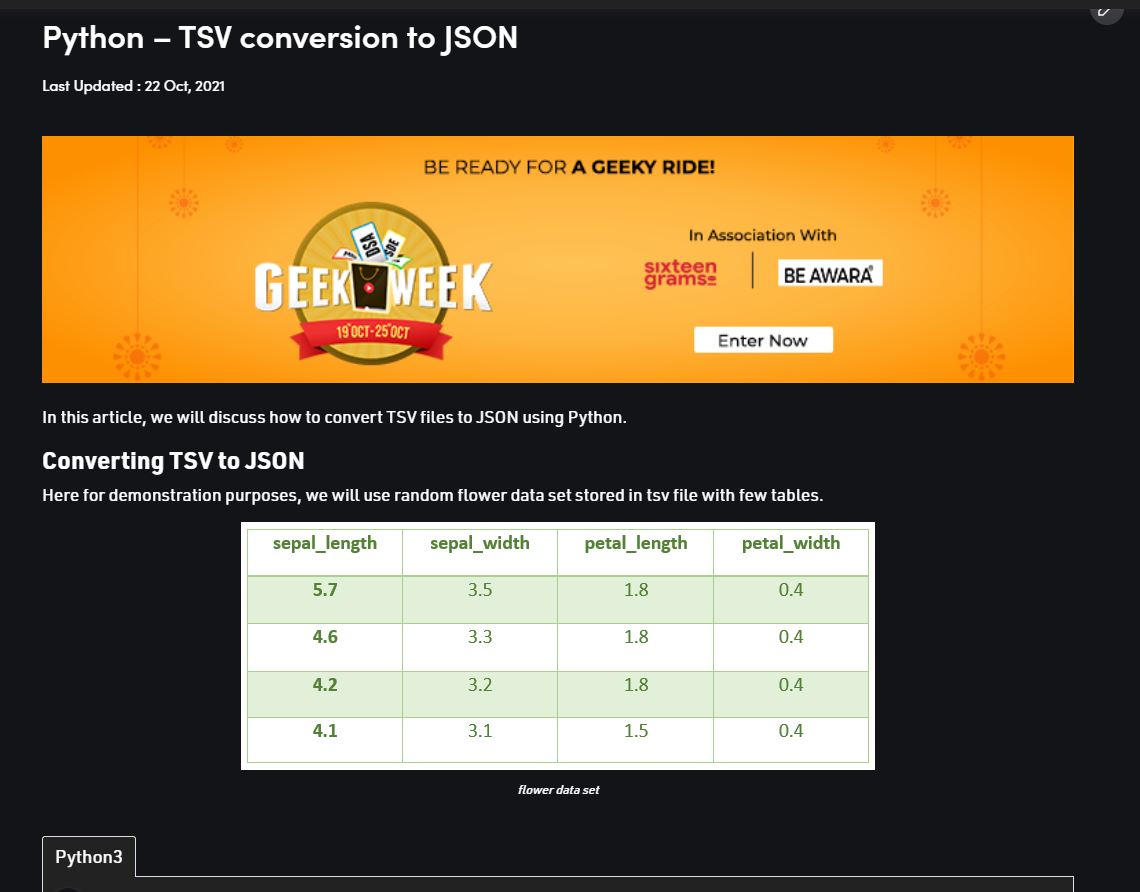 Python – TSV conversion to JSON
Last Updated : 22 Oct, 2021
BE READY FOR A GEEKY RIDE!
DSA
SDE
GEEK WEEK
19 OCT-25 OCT
In Association With
sixteen
grams
BE AWARA
Enter Now
In this article, we will discuss how to convert TSV files to JSON using Python.
Converting TSV to JSON
Here for demonstration purposes, we will use random flower data set stored in tsv file with few tables.
sepal_length sepal_width petal_length petal_width
5.7 3.5 1.8 0.4
4.6 3.3 1.8 0.4
4.2 3.2 1.8 0.4
4.1 3.1 1.5 0.4
flower data set
Python3